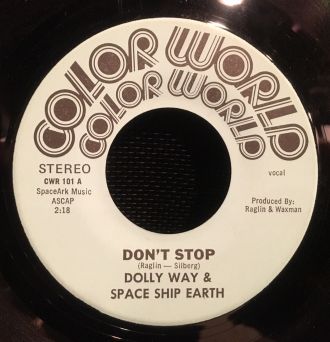 COLOR WORLD
COLOR WORLD
STEREO
CWR 101 A
SpaceArk Music
ASCAP
2:18
vocal
Produced By:
Raglin & Waxman
DON'T STOP
(Raglin — Silberg)
DOLLY WAY &
SPACE SHIP EARTH